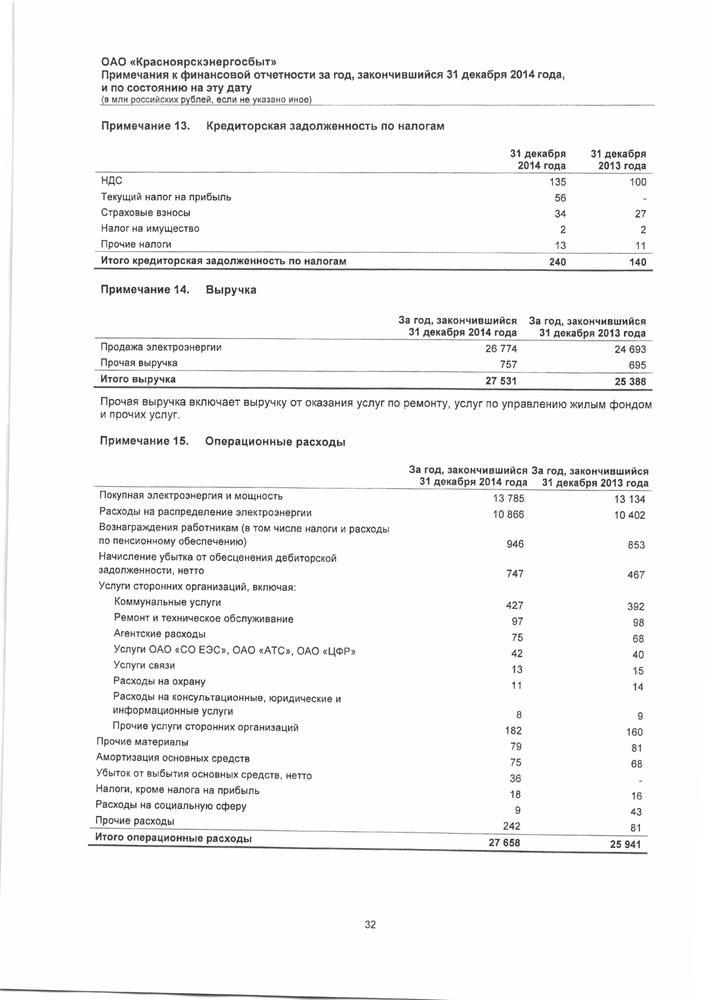 ОАО «Красноярскэнергосбыт»
Примечания к финансовой отчетности за год, закончившийся 31 декабря 2014 года,
и по состоянию на эту дату
(в млн российских рублей, если не указано иное)
Примечание 13. Кредиторская задолженность по налогам
31 декабря 31 декабря
2014 года 2013 года
НДС 135 100
Текущий налог на прибыль 56 -
Страховые взносы 34 27
Налог на имущество 2 2
Прочие налоги 13 11
Итого кредиторская задолженность по налогам 240 140
Примечание 14. Выручка
За год, закончившийся За год, закончившийся
31 декабря 2014 года 31 декабря 2013 года
Продажа электроэнергии 26 774 24 693
Прочая выручка 757 695
Итого выручка 27 531 25 388
Прочая выручка включает выручку от оказания услуг по ремонту, услуг по управлению жилым фондом
и прочих услуг.
Примечание 15. Операционные расходы
За год, закончившийся За год, закончившийся
31 декабря 2014 года 31 декабря 2013 года
Покупная электроэнергия и мощность 13 785 13 134
Расходы на распределение электроэнергии 10 866 10 402
Вознаграждения работникам (в том числе налоги и расходы
по пенсионному обеспечению) 946 853
Начисление убытка от обесценения дебиторской
задолженности, нетто 747 467
Услуги сторонних организаций, включая:
Коммунальные услуги 427 392
Ремонт и техническое обслуживание 97 98
Агентские расходы 75 68
Услуги ОАО «СО ЕЭС», ОАО «АТС», ОАО «ЦФР» 42 40
Услуги связи 13 15
Расходы на охрану 11 14
Расходы на консультационные, юридические и
информационные услуги 8 9
Прочие услуги сторонних организаций 182 160
Прочие материалы 79 81
Амортизация основных средств 75 68
Убыток от выбытия основных средств, нетто 36 -
Налоги, кроме налога на прибыль 18 16
Расходы на социальную сферу 9 43
Прочие расходы 242 81
Итого операционные расходы 27 658 25 941
32